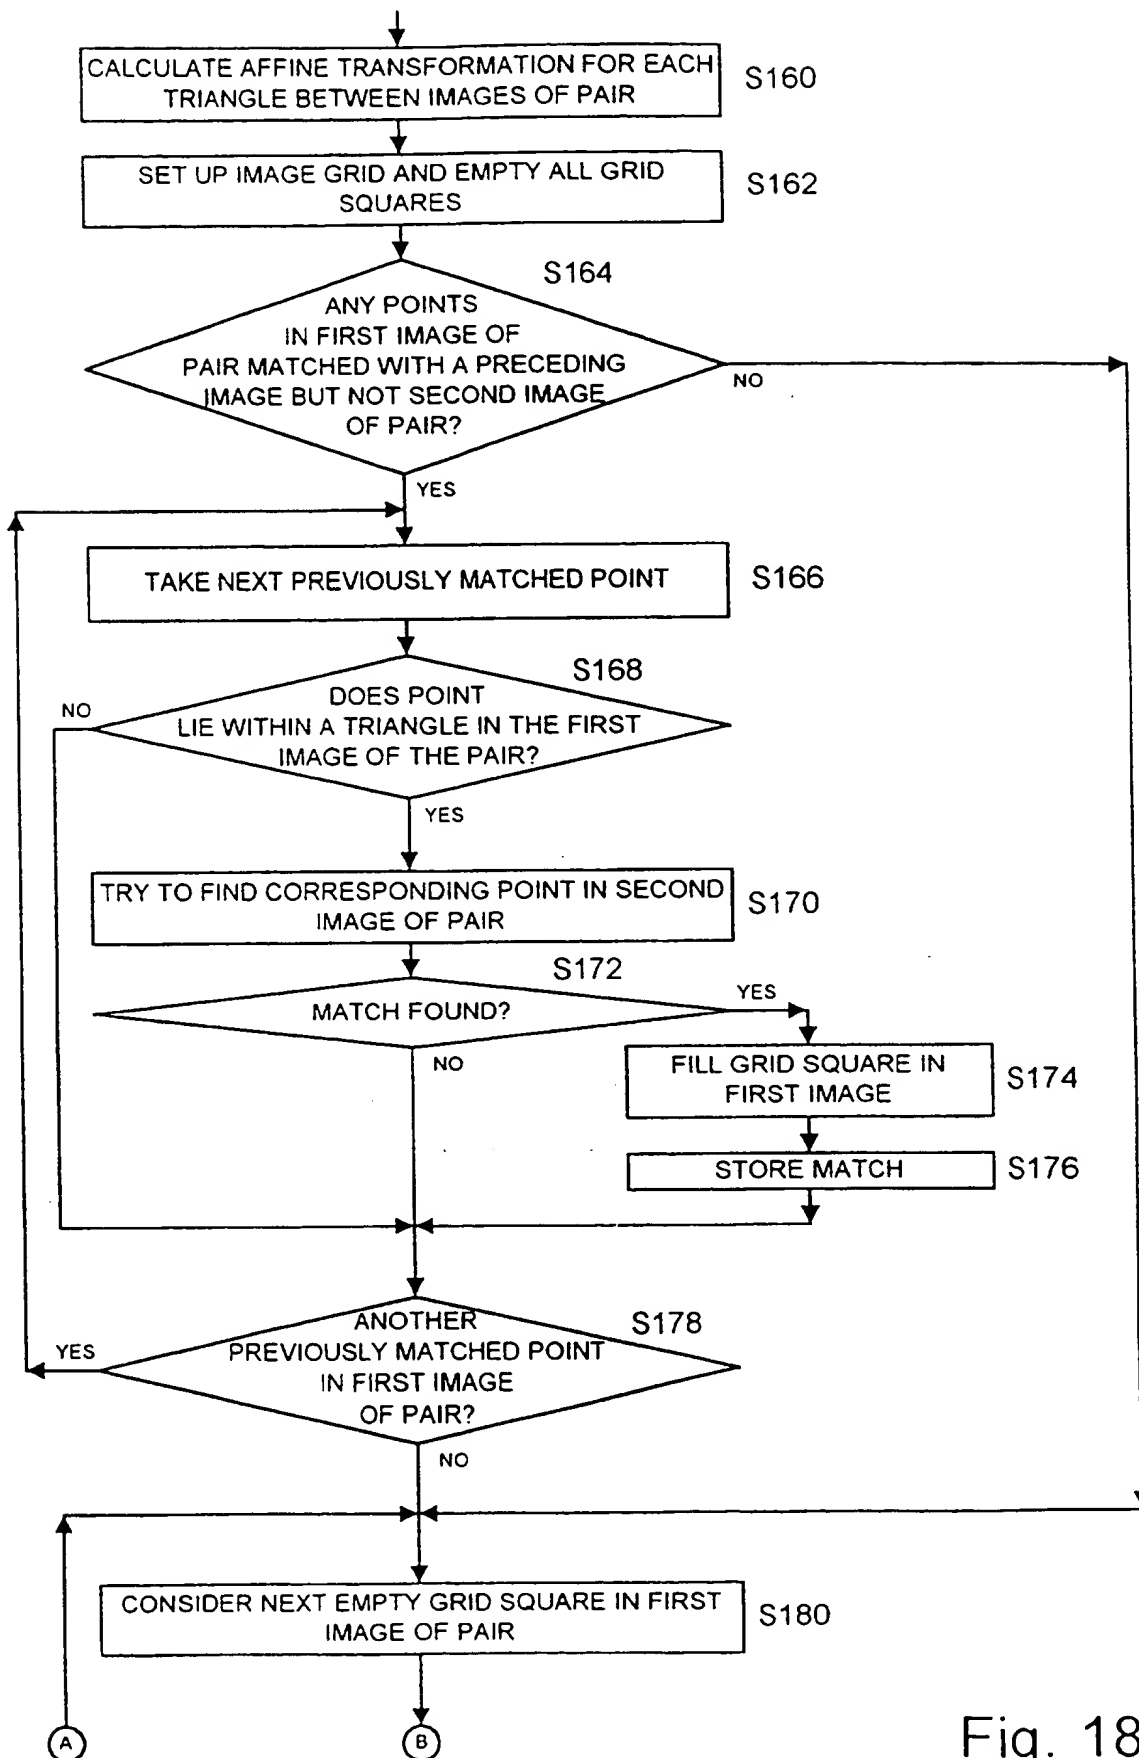 CALCULATE AFFINE TRANSFORMATION FOR EACH
TRIANGLE BETWEEN IMAGES OF PAIR
S160
SET UP IMAGE GRID AND EMPTY ALL GRID
SQUARES
S162
S164
ANY POINTS
IN FIRST IMAGE OF
PAIR MATCHED WITH A PRECEDING
IMAGE BUT NOT SECOND IMAGE
OF PAIR?
NO
YES
TAKE NEXT PREVIOUSLY MATCHED POINT
S166
S168
DOES POINT
LIE WITHIN A TRIANGLE IN THE FIRST
IMAGE OF THE PAIR?
NO
YES
TRY TO FIND CORRESPONDING POINT IN SECOND
IMAGE OF PAIR
S170
S172
MATCH FOUND?
YES
NO
FILL GRID SQUARE IN
FIRST IMAGE
S174
STORE MATCH
S176
S178
ANOTHER
PREVIOUSLY MATCHED POINT
IN FIRST IMAGE
OF PAIR?
YES
NO
CONSIDER NEXT EMPTY GRID SQUARE IN FIRST
IMAGE OF PAIR
S180
A
B
Fig. 18